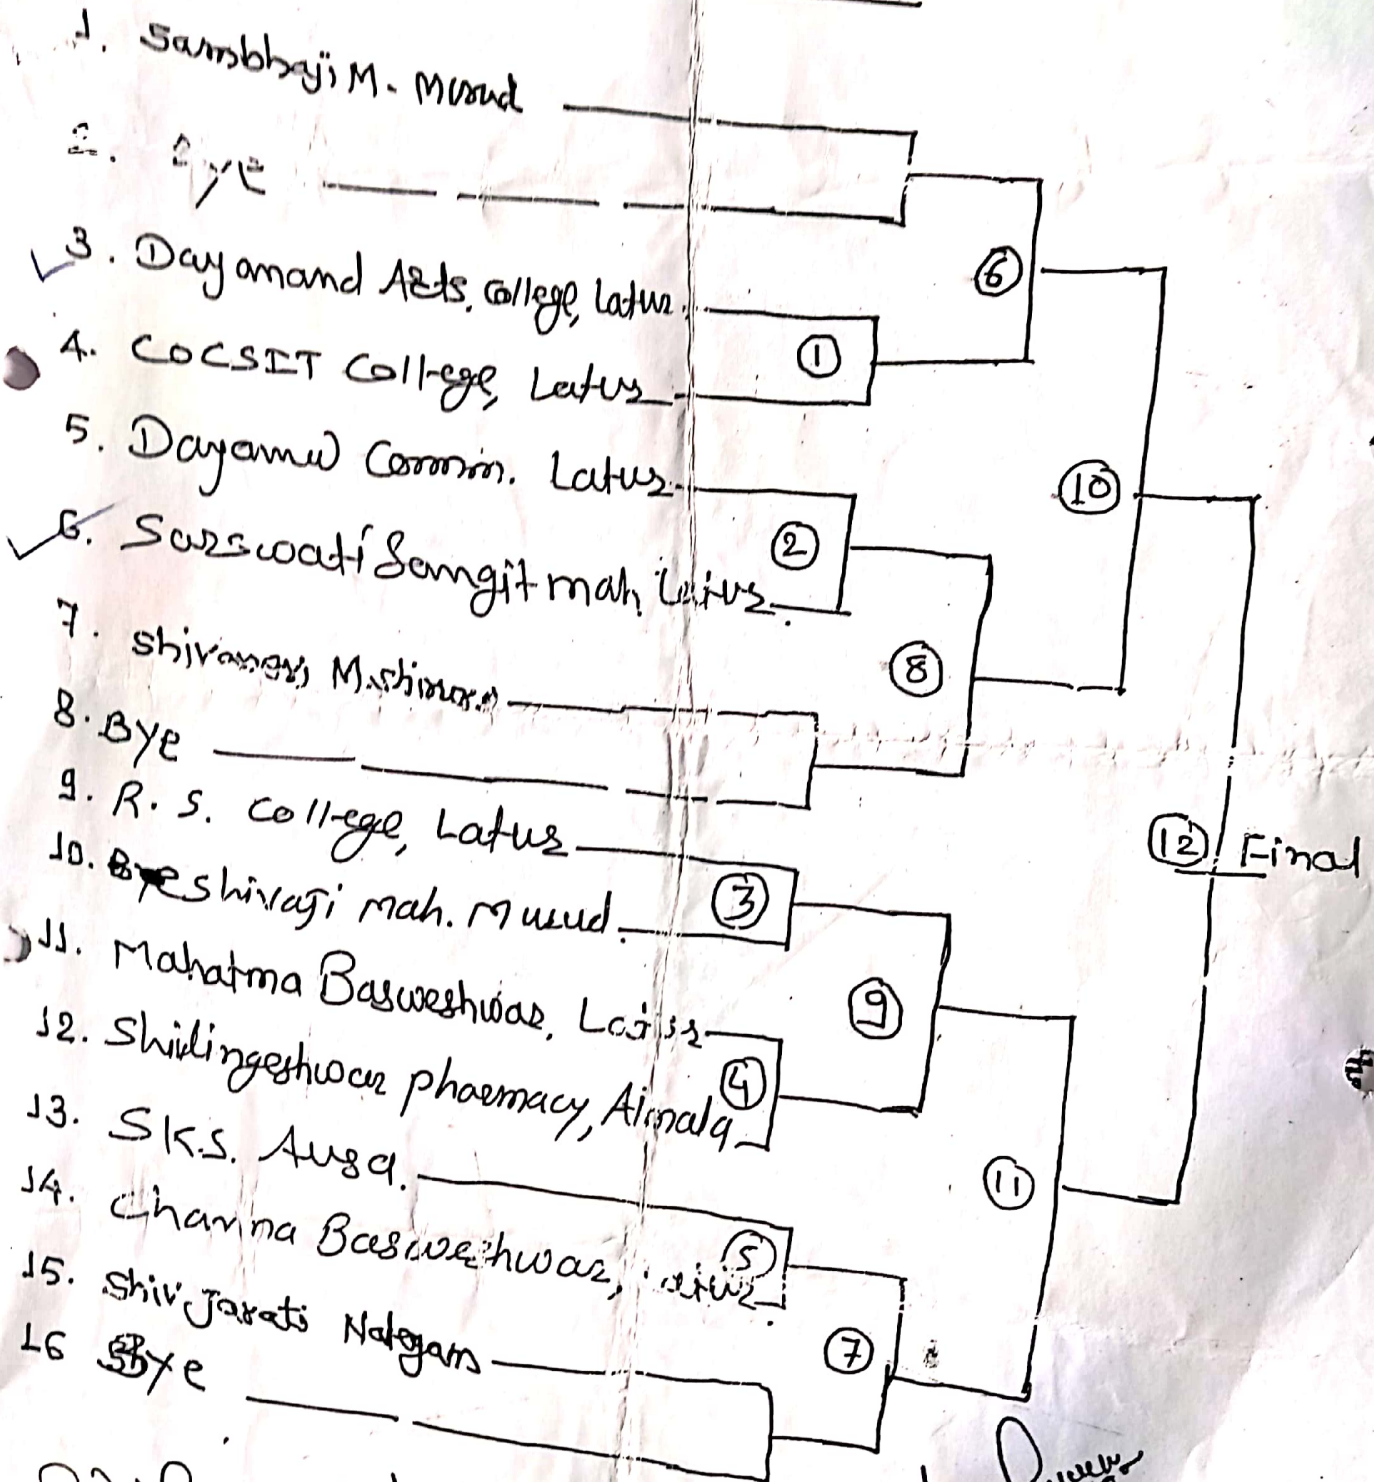 1. Sambhaji M. Murud
2. Bye
3. Dayanand Arts, College, Latur
⑥
4. COCSIT College, Latur
①
5. Dayanand Comm. Latur
⑩
6. Sarswati Sangit mah, Latur.
②
7. Shivaneri M.
⑧
8. Bye
9. R. S. College, Latur
⑫ Final
10. Shivaji mah. Murud.
③
11. Mahatma Basweshwar, Latur
⑨
12. Shivlingeshwar pharmacy, Almala
④
13. S.K.S. Ausa.
⑪
14. Channa Basweshwar, Latur.
⑤
15. Shiv Jagruti Nalegaon
⑦
16 Bye